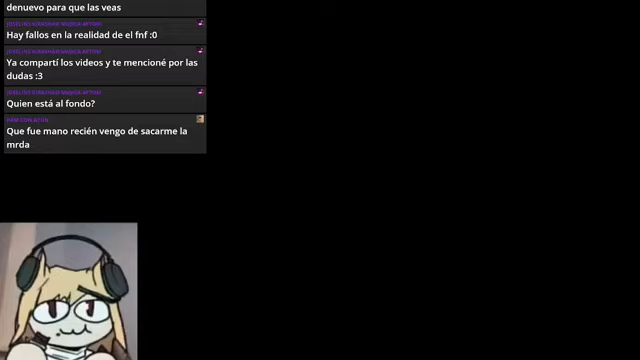 denuevo para que las veas
Hay fallos en la realidad de el fnf :0
Ya compartí los videos y te mencioné por las
dudas :3
Quien está al fondo?
Que fue mano recién vengo de sacarme la
mrda